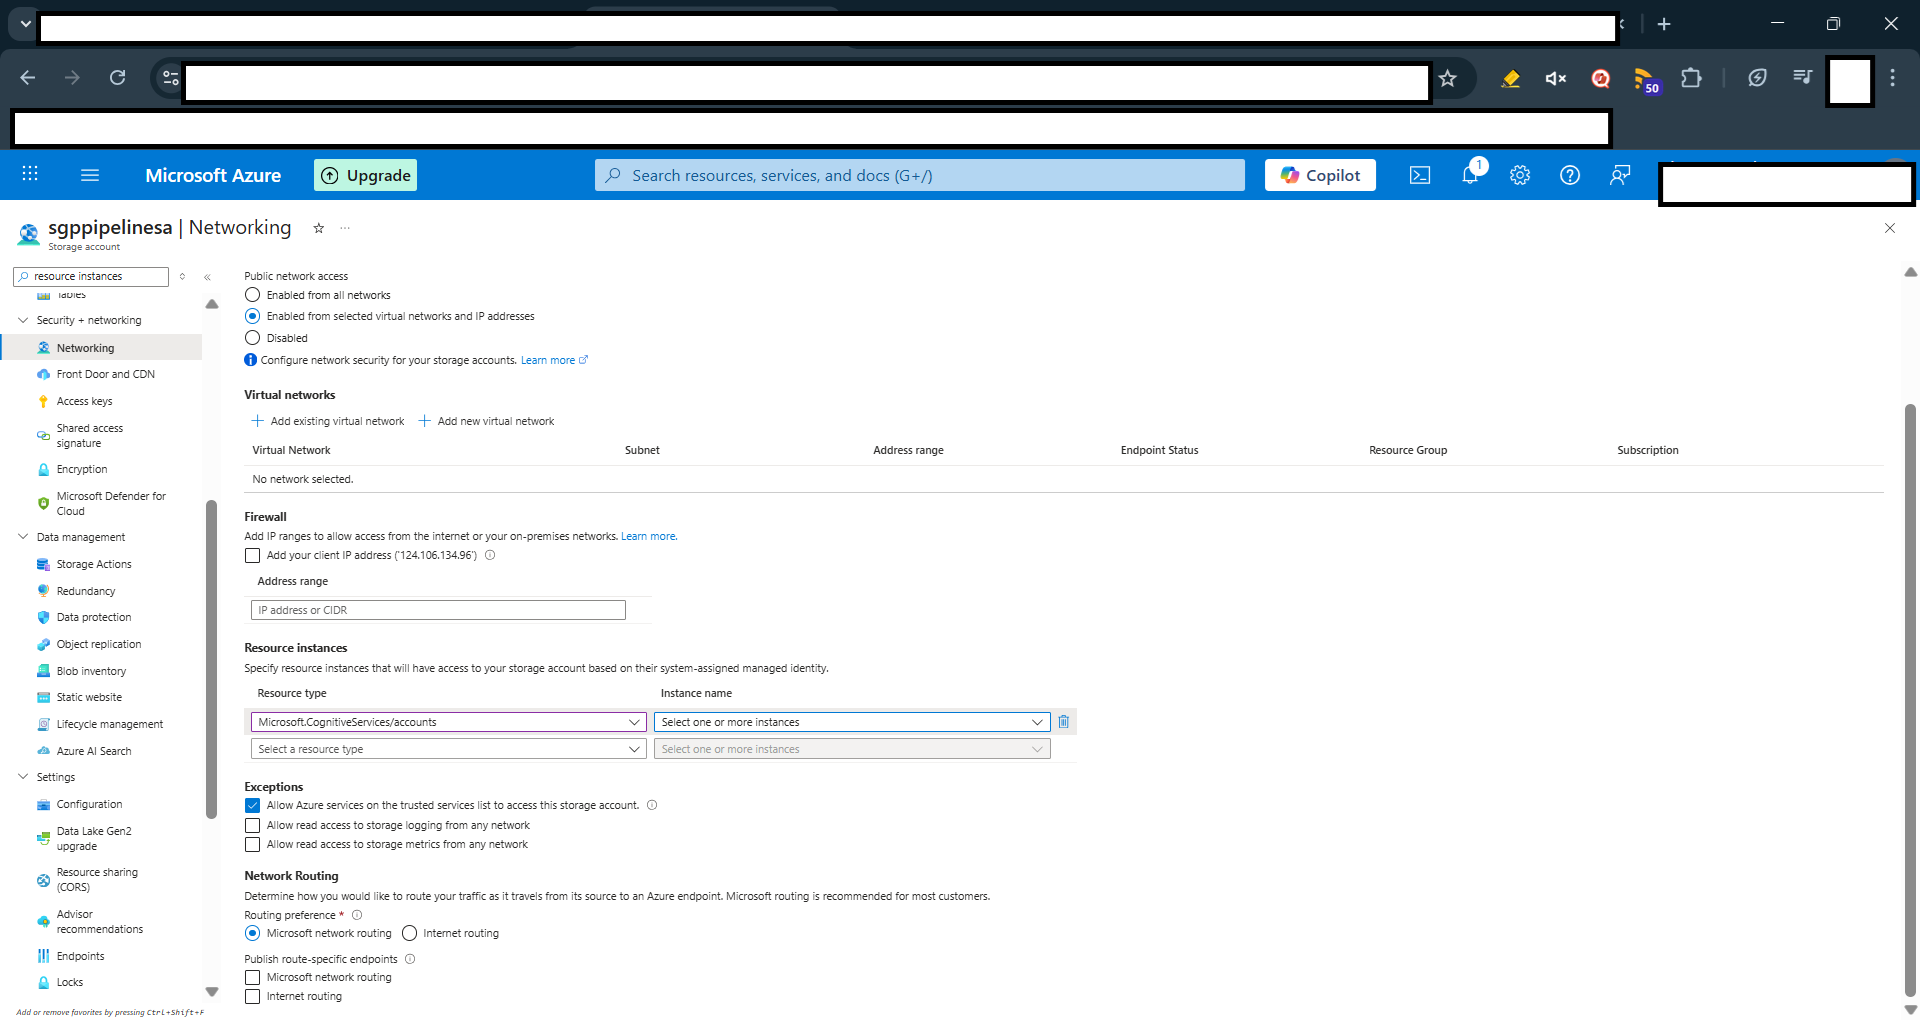 50
Microsoft Azure
Upgrade
Search resources, services, and docs (G+/)
Copilot
1
sgppipelinesa | Networking
Storage account
resource instances
Tables
Security + networking
Networking
Front Door and CDN
Access keys
Shared access
signature
Encryption
Microsoft Defender for
Cloud
Data management
Storage Actions
Redundancy
Data protection
Object replication
Blob inventory
Static website
Lifecycle management
Azure AI Search
Settings
Configuration
Data Lake Gen2
upgrade
Resource sharing
(CORS)
Advisor
recommendations
Endpoints
Locks
Add or remove favorites by pressing Ctrl+Shift+F
Public network access
Enabled from all networks
Enabled from selected virtual networks and IP addresses
Disabled
Configure network security for your storage accounts. Learn more
Virtual networks
Add existing virtual network Add new virtual network
Virtual Network Subnet Address range Endpoint Status Resource Group Subscription
No network selected.
Firewall
Add IP ranges to allow access from the internet or your on-premises networks. Learn more.
Add your client IP address ('124.106.134.96')
Address range
IP address or CIDR
Resource instances
Specify resource instances that will have access to your storage account based on their system-assigned managed identity.
Resource type Instance name
Microsoft.CognitiveServices/accounts Select one or more instances
Select a resource type Select one or more instances
Exceptions
Allow Azure services on the trusted services list to access this storage account.
Allow read access to storage logging from any network
Allow read access to storage metrics from any network
Network Routing
Determine how you would like to route your traffic as it travels from its source to an Azure endpoint. Microsoft routing is recommended for most customers.
Routing preference *
Microsoft network routing Internet routing
Publish route-specific endpoints
Microsoft network routing
Internet routing